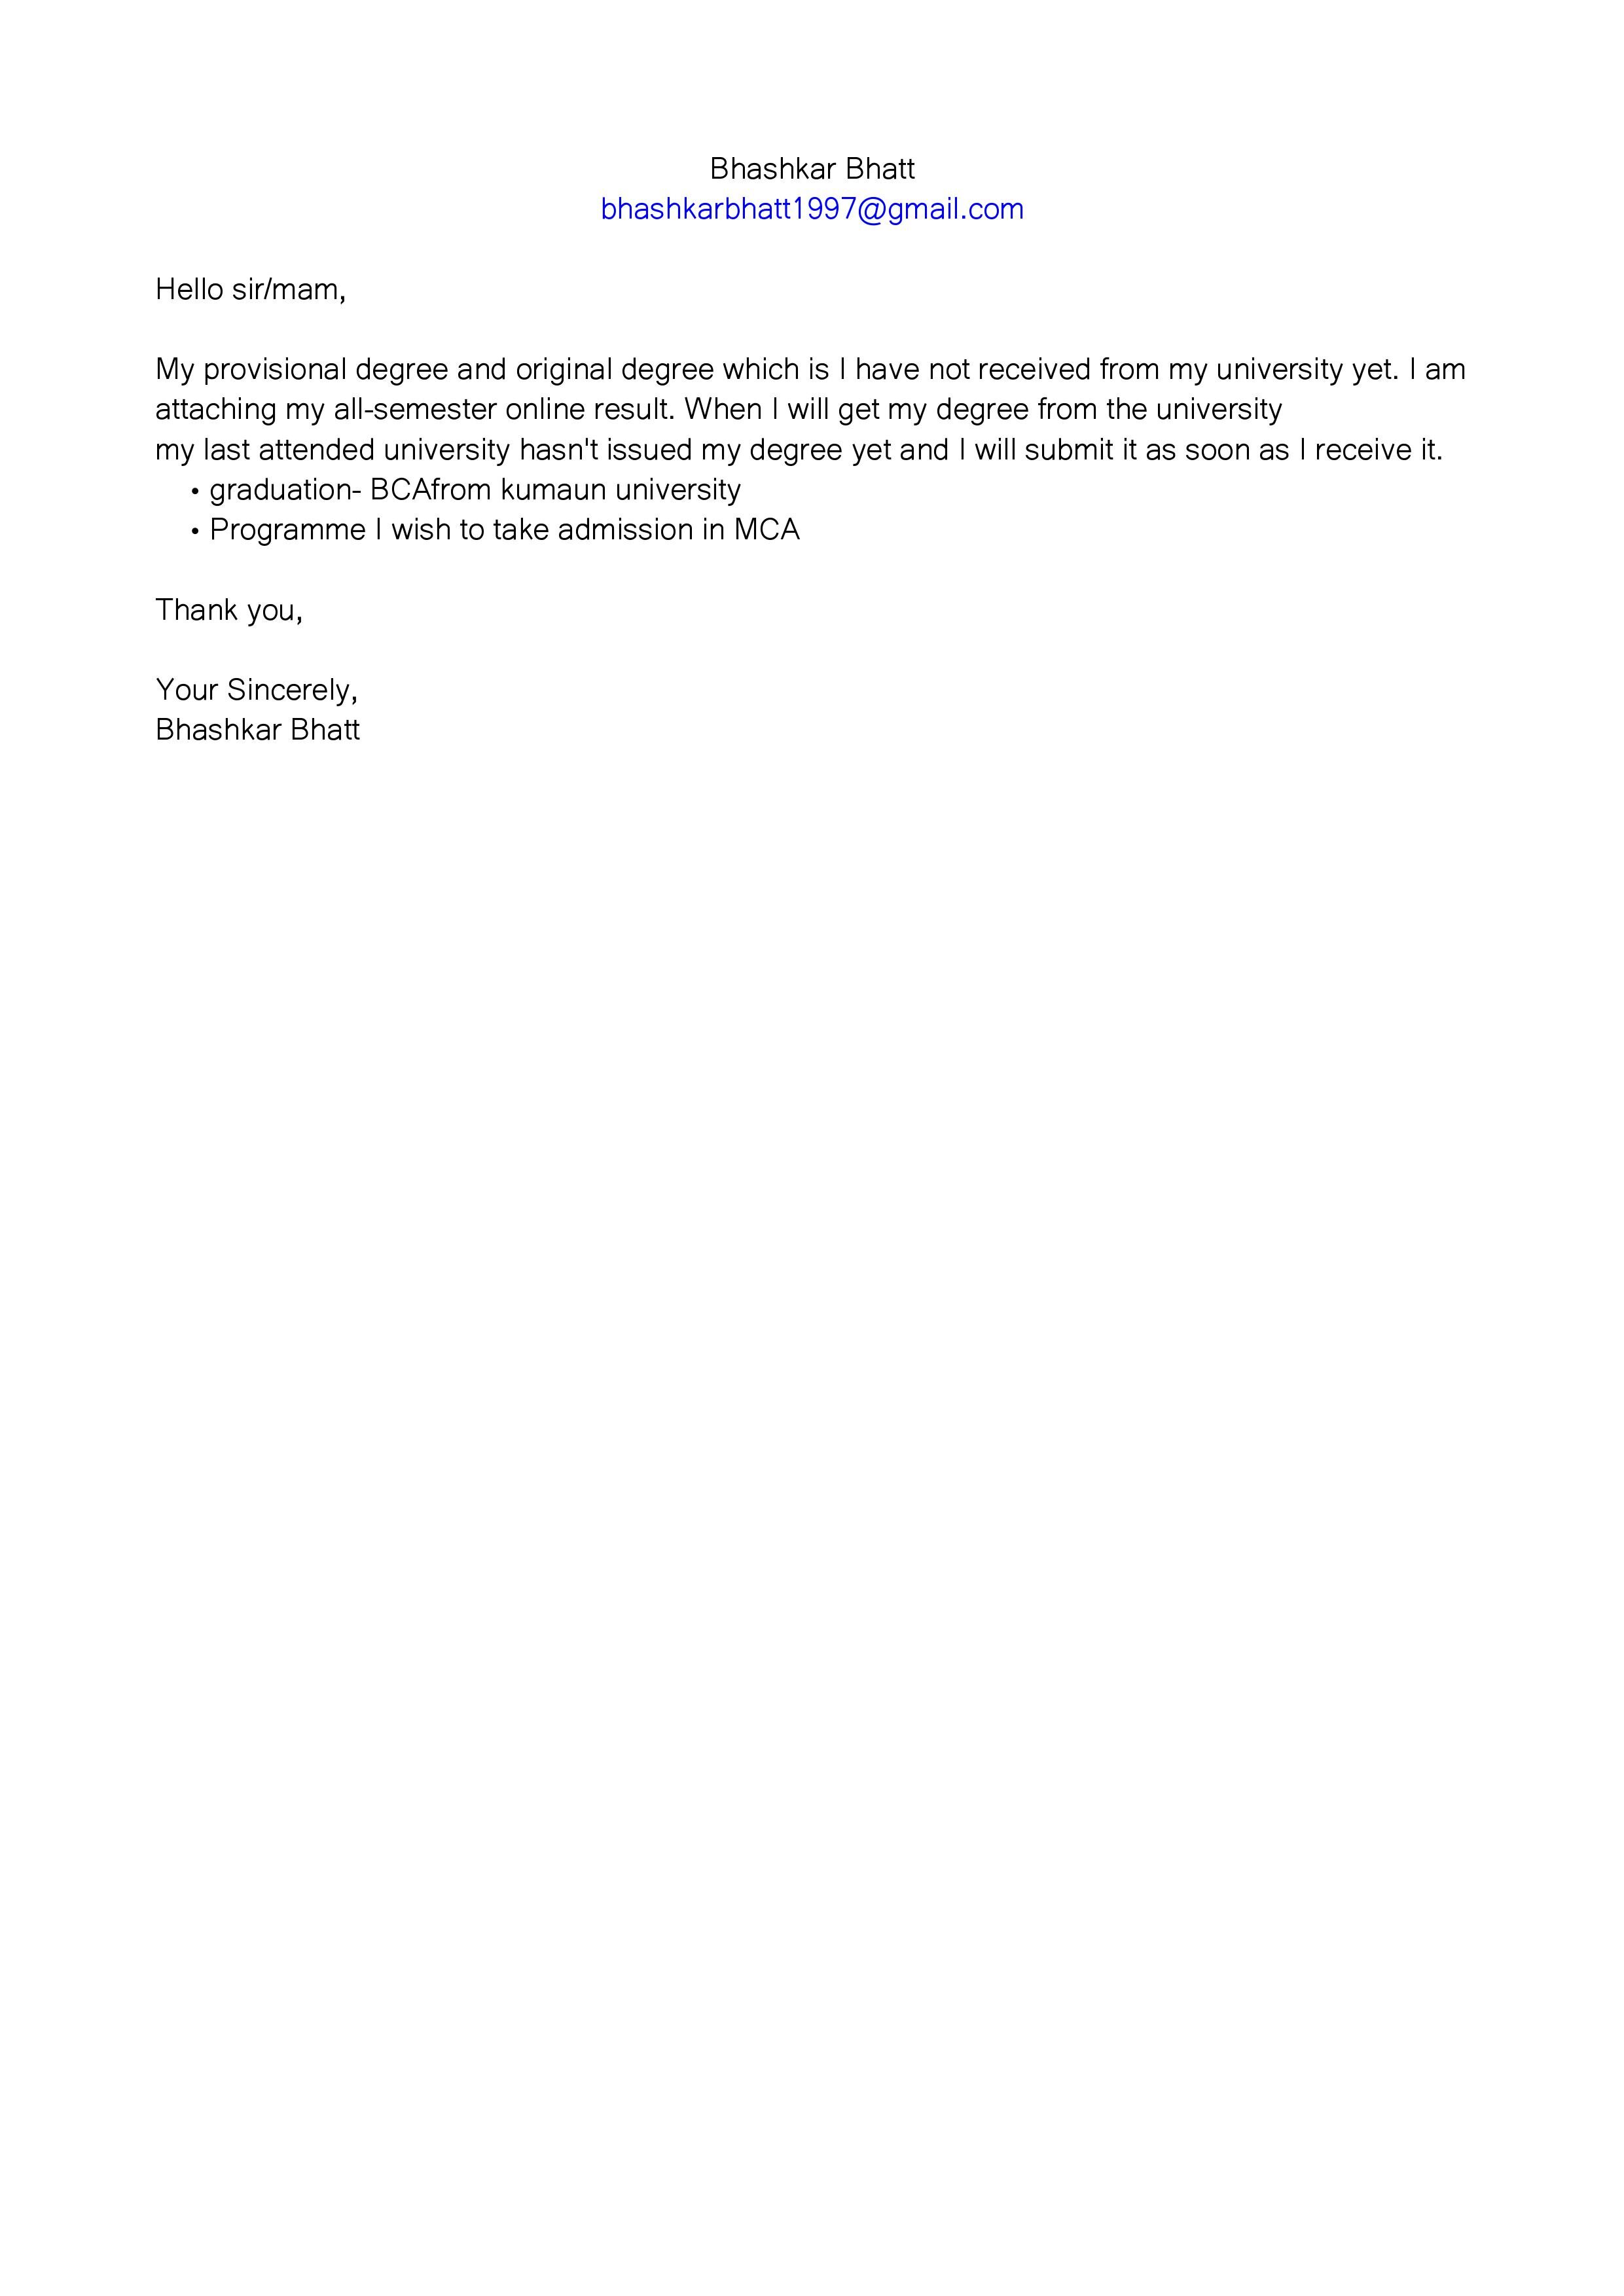 Bhashkar Bhatt
bhashkarbhatt1997@gmail.com
Hello sir/mam,
My provisional degree and original degree which is I have not received from my university yet. I am
attaching my all-semester online result. When I will get my degree from the university
my last attended university hasn't issued my degree yet and I will submit it as soon as I receive it.
• graduation- BCAfrom kumaun university
• Programme I wish to take admission in MCA
Thank you,
Your Sincerely,
Bhashkar Bhatt